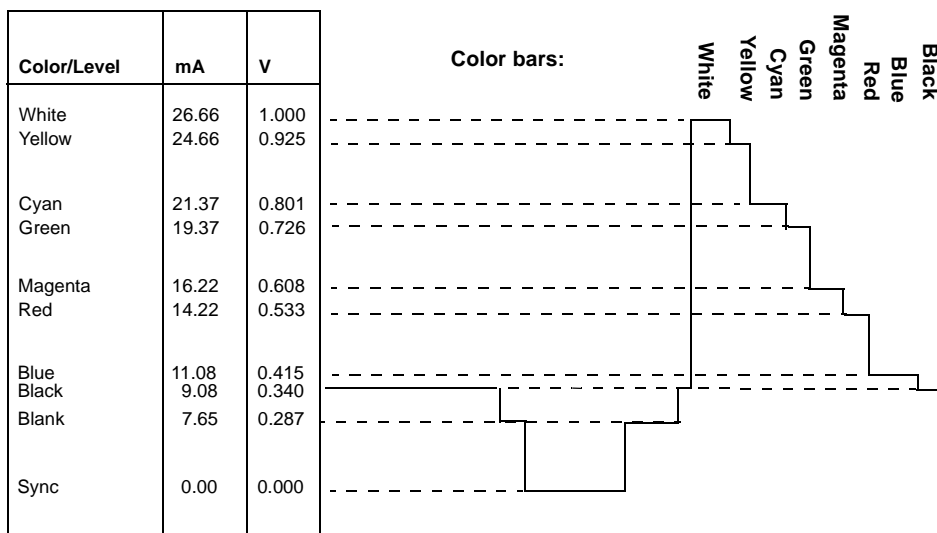 Color/Level mA V
White 26.66 1.000
Yellow 24.66 0.925
Cyan 21.37 0.801
Green 19.37 0.726
Magenta 16.22 0.608
Red 14.22 0.533
Blue 11.08 0.415
Black 9.08 0.340
Blank 7.65 0.287
Sync 0.00 0.000
Color bars:
White
Yellow
Cyan
Green
Magenta
Red
Blue
Black